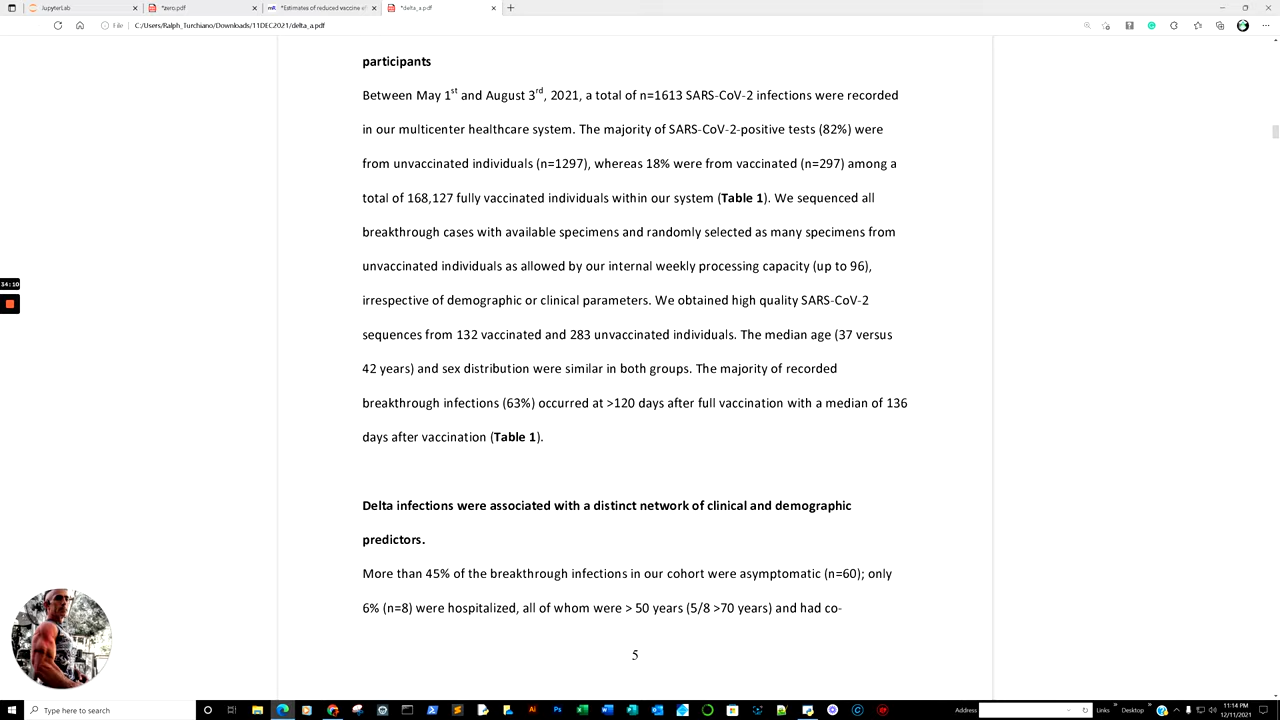 JupyterLab
*zero.pdf
*Estimates of reduced vaccine ef
*delta_a.pdf
File
C:/Users/Ralph_Turchiano/Downloads/11DEC2021/delta_a.pdf
participants
Between May 1st and August 3rd, 2021, a total of n=1613 SARS-CoV-2 infections were recorded
in our multicenter healthcare system. The majority of SARS-CoV-2-positive tests (82%) were
from unvaccinated individuals (n=1297), whereas 18% were from vaccinated (n=297) among a
total of 168,127 fully vaccinated individuals within our system (Table 1). We sequenced all
breakthrough cases with available specimens and randomly selected as many specimens from
unvaccinated individuals as allowed by our internal weekly processing capacity (up to 96),
34:10
irrespective of demographic or clinical parameters. We obtained high quality SARS-CoV-2
sequences from 132 vaccinated and 283 unvaccinated individuals. The median age (37 versus
42 years) and sex distribution were similar in both groups. The majority of recorded
breakthrough infections (63%) occurred at >120 days after full vaccination with a median of 136
days after vaccination (Table 1).
Delta infections were associated with a distinct network of clinical and demographic
predictors.
More than 45% of the breakthrough infections in our cohort were asymptomatic (n=60); only
6% (n=8) were hospitalized, all of whom were > 50 years (5/8 >70 years) and had co-
5
Type here to search
Address
Links
Desktop
11:14 PM
12/11/2021